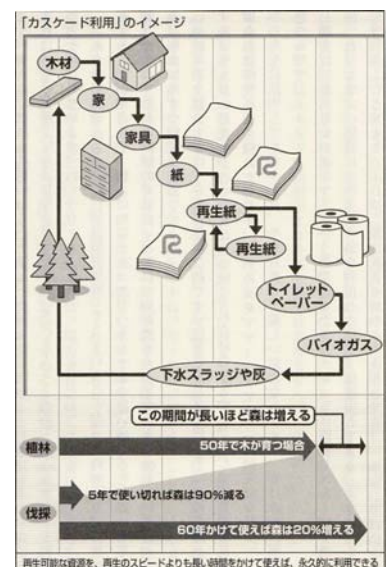 「カスケード利用」のイメージ
木材
家
家具
紙
再生紙
再生紙
トイレット
ペーパー
バイオガス
下水スラッジや灰
この期間が長いほど森は増える
植林
50年で木が育つ場合
5年で使い切れば森は90%減る
伐採
60年かけて使えば森は20%増える
再生可能な資源を、再生のスピードよりも長い時間をかけて使えば、永久的に利用できる